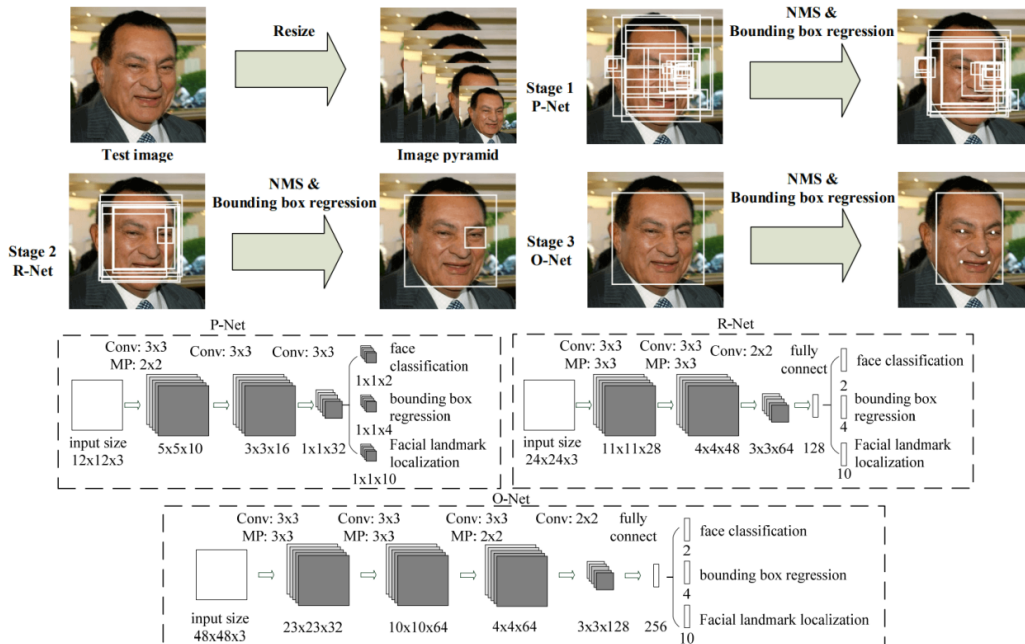 Resize
Test image
Image pyramid
Stage 1
P-Net
NMS &
Bounding box regression
Stage 2
R-Net
NMS &
Bounding box regression
Stage 3
O-Net
NMS &
Bounding box regression
P-Net
Conv: 3x3
MP: 2x2
Conv: 3x3
Conv: 3x3
face
classification
1x1x2
bounding box
regression
1x1x4
Facial landmark
localization
1x1x10
input size
12x12x3
5x5x10
3x3x16
1x1x32
R-Net
Conv: 3x3
MP: 3x3
Conv: 3x3
MP: 3x3
Conv: 2x2
fully
connect
face classification
2
bounding box
regression
4
Facial landmark
localization
10
input size
24x24x3
11x11x28
4x4x48
3x3x64
128
O-Net
Conv: 3x3
MP: 3x3
Conv: 3x3
MP: 3x3
Conv: 3x3
MP: 2x2
Conv: 2x2
fully
connect
face classification
2
bounding box regression
4
Facial landmark localization
10
input size
48x48x3
23x23x32
10x10x64
4x4x64
3x3x128
256